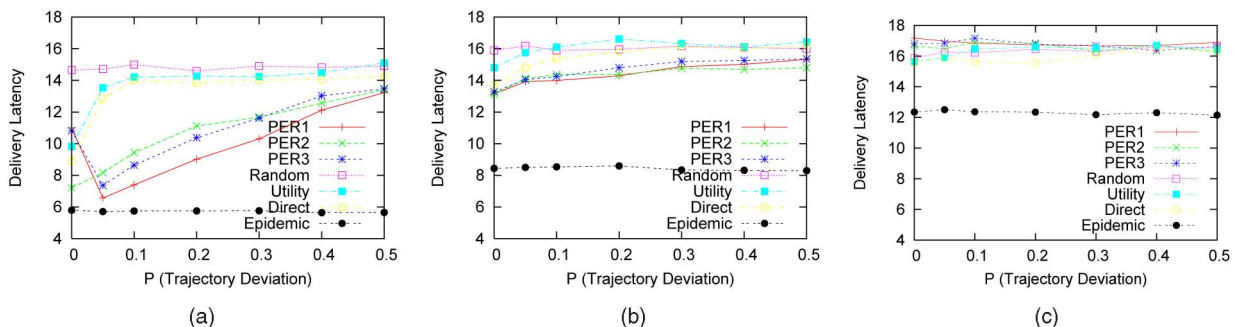 18
16
14
12
10
8
6
4
Delivery Latency
PER1
PER2
PER3
Random
Utility
Direct
Epidemic
0 0.1 0.2 0.3 0.4 0.5
P (Trajectory Deviation)
(a)
18
16
14
12
10
8
6
4
Delivery Latency
PER1
PER2
PER3
Random
Utility
Direct
Epidemic
0 0.1 0.2 0.3 0.4 0.5
P (Trajectory Deviation)
(b)
18
16
14
12
10
8
6
4
Delivery Latency
PER1
PER2
PER3
Random
Utility
Direct
Epidemic
0 0.1 0.2 0.3 0.4 0.5
P (Trajectory Deviation)
(c)